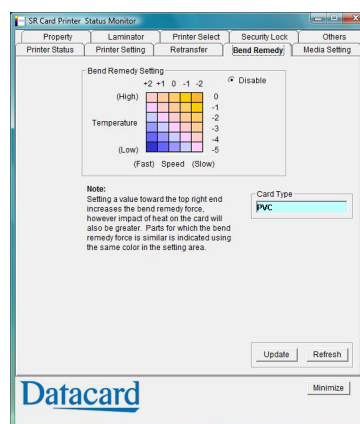 SR Card Printer Status Monitor
Property Laminator Printer Select Security Lock Others
Printer Status Printer Setting Retransfer Bend Remedy Media Setting
Bend Remedy Setting
+2 +1 0 -1 -2
Disable
(High) 0
-1
-2
Temperature
-3
-4
(Low) -5
(Fast) Speed (Slow)
Note:
Setting a value toward the top right end
increases the bend remedy force,
however impact of heat on the card will
also be greater. Parts for which the bend
remedy force is similar is indicated using
the same color in the setting area.
Card Type
PVC
Update Refresh
Datacard
Minimize